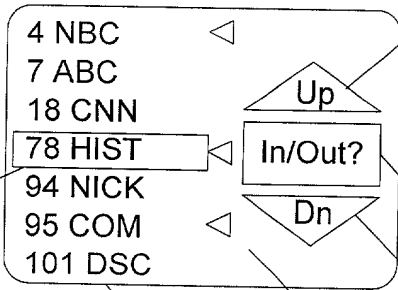 4 NBC
7 ABC
18 CNN
78 HIST
94 NICK
95 COM
101 DSC
Up
In/Out?
Dn